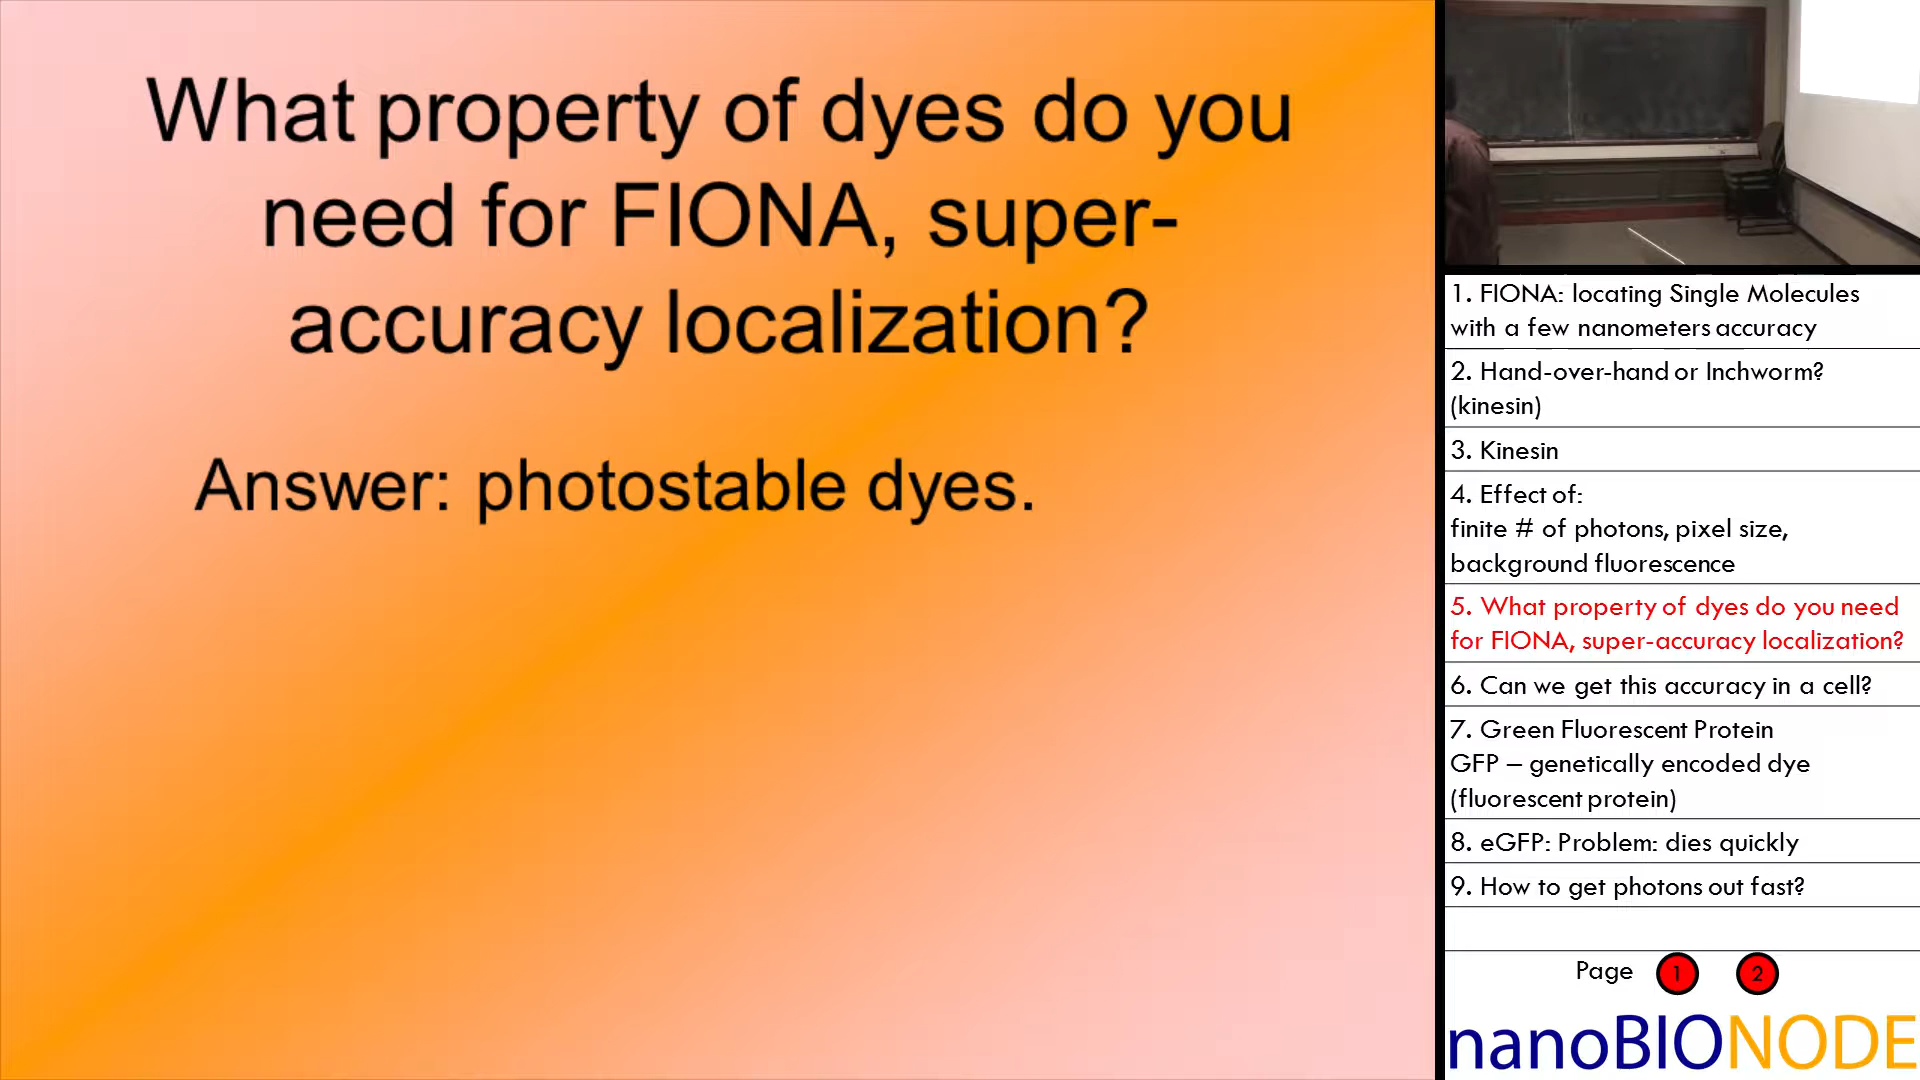 What property of dyes do you
need for FIONA, super-
accuracy localization?
Answer: photostable dyes.
1. FIONA: locating Single Molecules
with a few nanometers accuracy
2. Hand-over-hand or Inchworm?
(kinesin)
3. Kinesin
4. Effect of:
finite # of photons, pixel size,
background fluorescence
5. What property of dyes do you need
for FIONA, super-accuracy localization?
6. Can we get this accuracy in a cell?
7. Green Fluorescent Protein
GFP – genetically encoded dye
(fluorescent protein)
8. eGFP: Problem: dies quickly
9. How to get photons out fast?
Page 1 2
nanoBIONODE